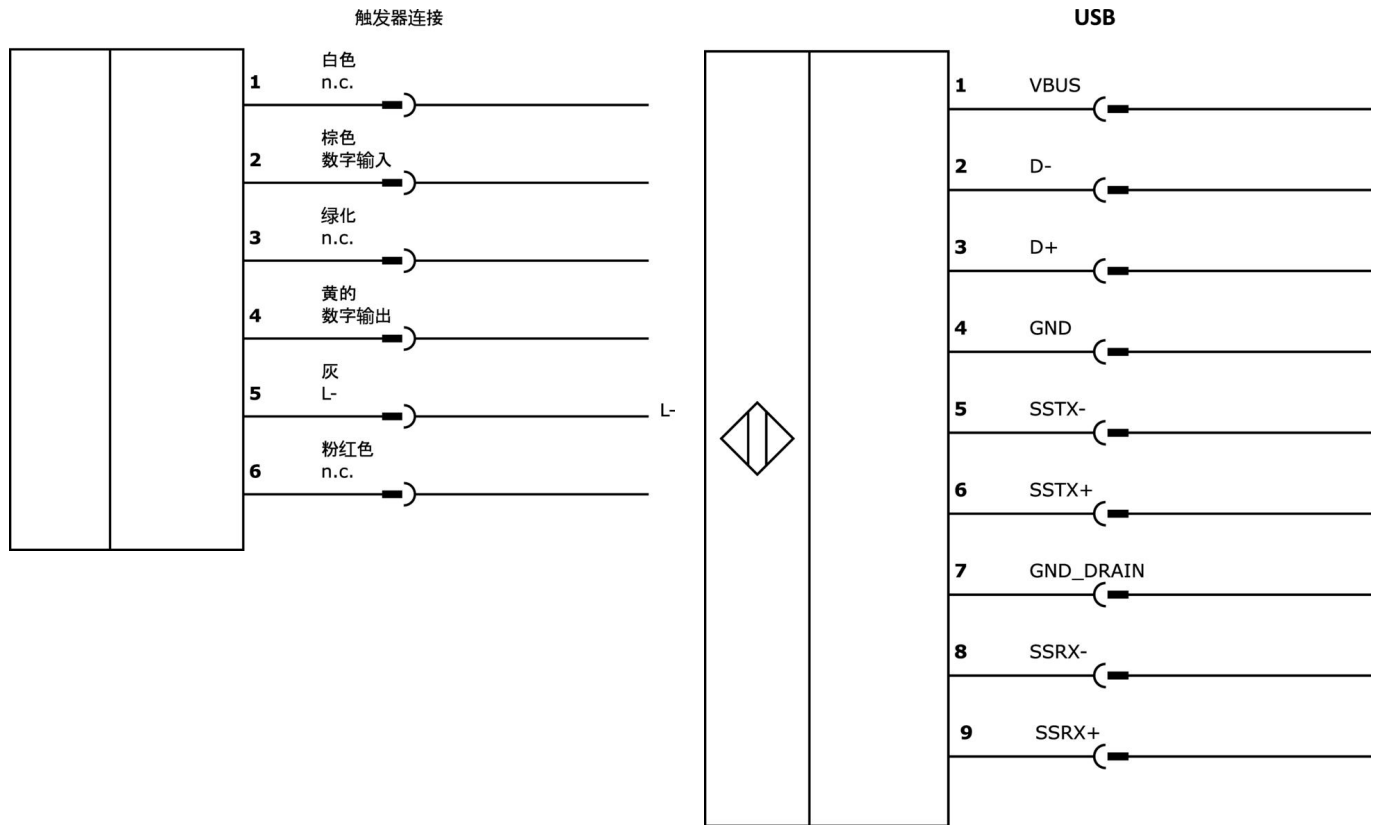 触发器连接
1
白色
n.c.
2
棕色
数字输入
3
绿化
n.c.
4
黄的
数字输出
5
灰
L-
L-
6
粉红色
n.c.
USB
1 VBUS
2 D-
3 D+
4 GND
5 SSTX-
6 SSTX+
7 GND_DRAIN
8 SSRX-
9 SSRX+